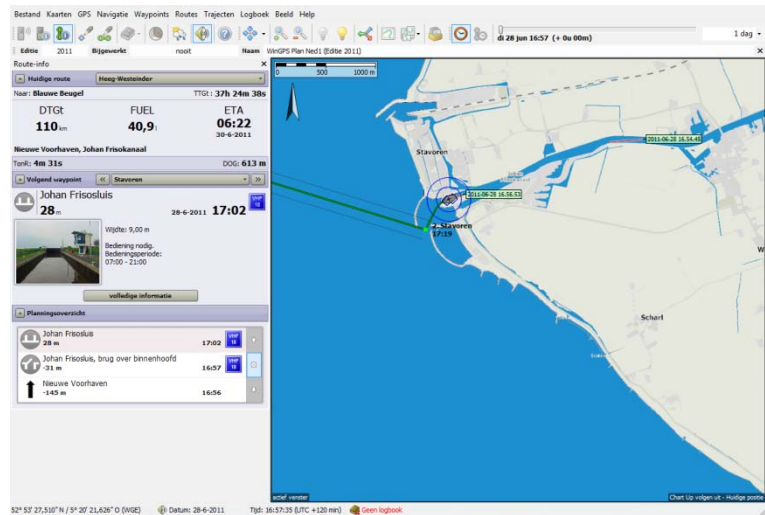 Bestand Kaarten GPS Navigatie Waypoints Routes Trajecten Logboek Beeld Help
di 28 jun 16:57 (+ 0u 00m)
1 dag
Editie 2011 Bijgewerkt nooit Naam WinGPS Plan Ned1 (Editie 2011)
Route-info
Huidige route Heeg-Westeinder
Naar: Blauwe Beugel TTGt: 37h 24m 38s
DTGt FUEL ETA
110 km 40,9 l 06:22
30-6-2011
Nieuwe Voorhaven, Johan Frisokanaal
TonR: 4m 31s DOG: 613 m
Volgend waypoint Stavoren
Johan Frisosluis
28 m 28-6-2011 17:02
VHF
18
Wijdte: 9,00 m
Bediening nodig.
Bedieningsperiode:
07:00 - 21:00
volledige informatie
Planningsoverzicht
Johan Frisosluis
28 m 17:02
VHF
18
Johan Frisosluis, brug over binnenhoofd
-31 m 16:57
VHF
18
Nieuwe Voorhaven
-145 m 16:56
0 500 1000 m
Stavoren
2011-06-28 16.54.45
2011-06-28 16.56.53
2. Stavoren
17:19
W
Scharl
actief venster
Chart Up volgen uit - Huidige positie
52° 53' 27,510" N / 5° 20' 21,626" O (WGE) Datum: 28-6-2011 Tijd: 16:57:35 (UTC +120 min) Geen logboek